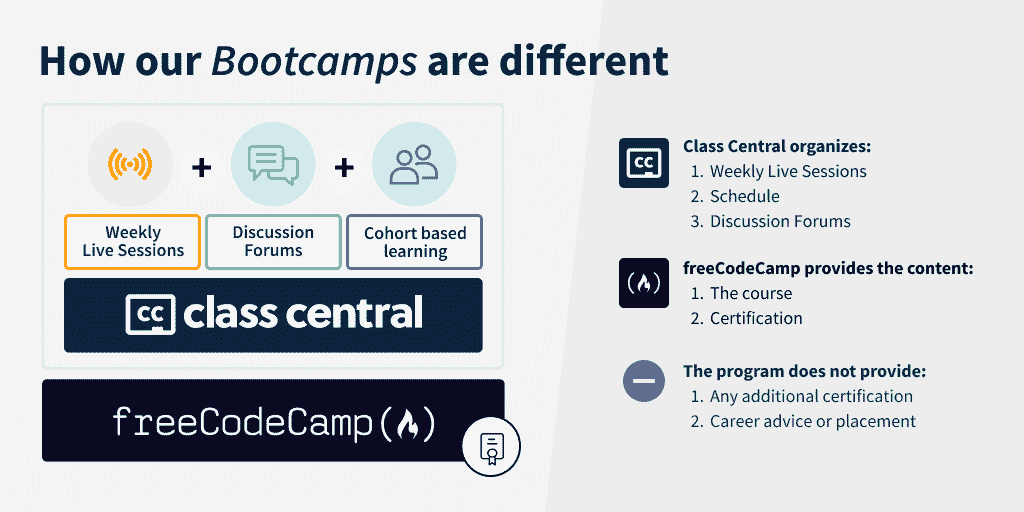 How our Bootcamps are different
+
+
Weekly
Live Sessions
Discussion
Forums
Cohort based
learning
cc class central
freeCodeCamp(🔥)
cc
Class Central organizes:
1. Weekly Live Sessions
2. Schedule
3. Discussion Forums
freeCodeCamp provides the content:
1. The course
2. Certification
The program does not provide:
1. Any additional certification
2. Career advice or placement